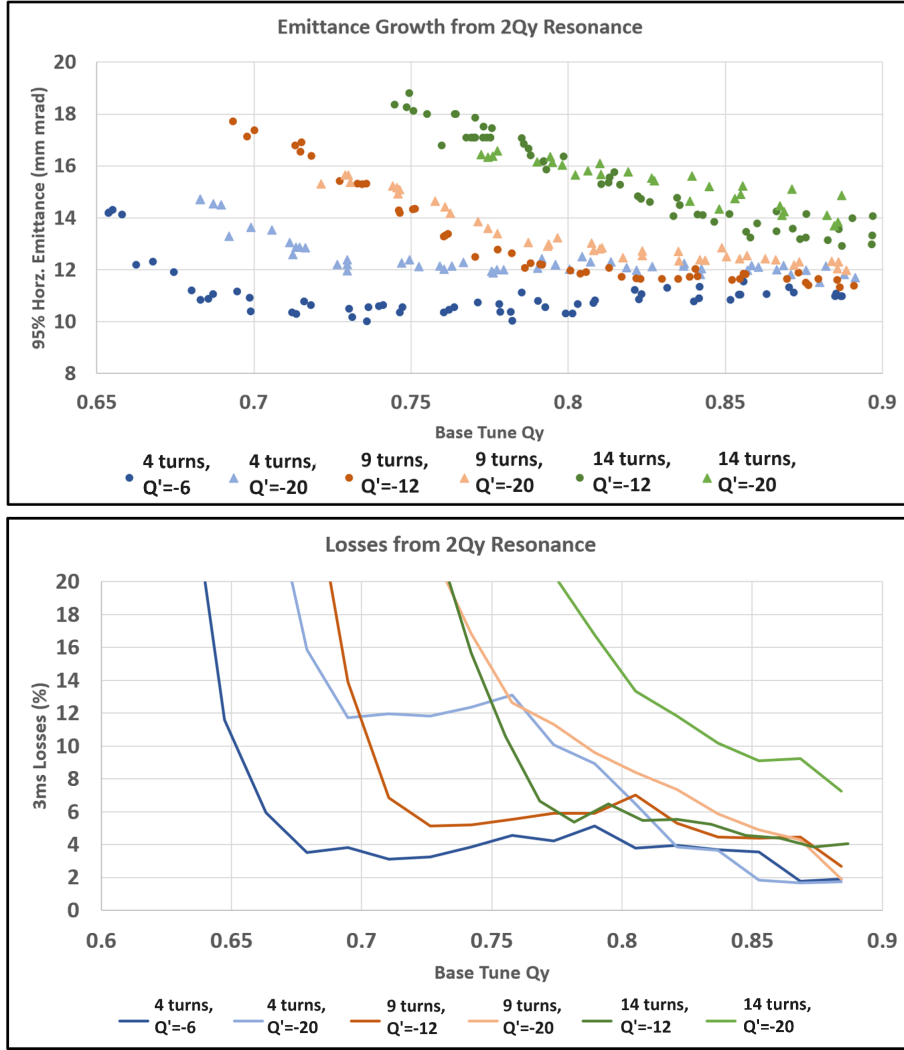 Emittance Growth from 2Qy Resonance
95% Horz. Emittance (mm mrad)
20
18
16
14
12
10
8
0.65 0.7 0.75 0.8 0.85 0.9
Base Tune Qy
4 turns, 4 turns, 9 turns, 9 turns, 14 turns, 14 turns,
Q'=-6 Q'=-20 Q'=-12 Q'=-20 Q'=-12 Q'=-20
Losses from 2Qy Resonance
3ms Losses (%)
20
18
16
14
12
10
8
6
4
2
0
0.6 0.65 0.7 0.75 0.8 0.85 0.9
Base Tune Qy
4 turns, 4 turns, 9 turns, 9 turns, 14 turns, 14 turns,
Q'=-6 Q'=-20 Q'=-12 Q'=-20 Q'=-12 Q'=-20